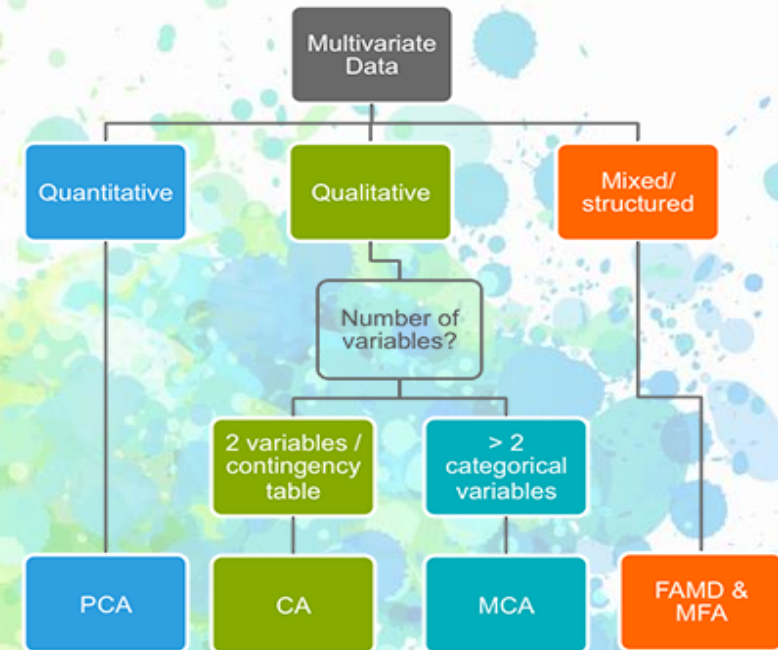 Multivariate
Data
Quantitative
Qualitative
Mixed/
structured
Number of
variables?
2 variables /
contingency
table
> 2
categorical
variables
PCA
CA
MCA
FAMD &
MFA